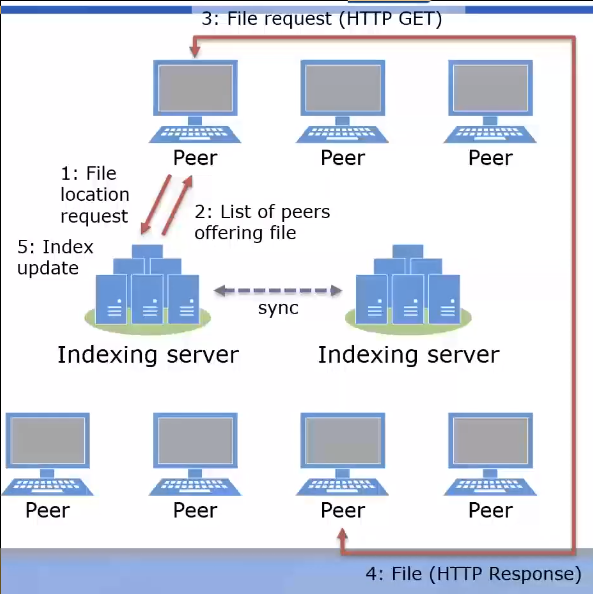 3: File request (HTTP GET)
Peer
Peer
Peer
1: File
location
request
2: List of peers
offering file
5: Index
update
sync
Indexing server
Indexing server
Peer
Peer
Peer
Peer
4: File (HTTP Response)